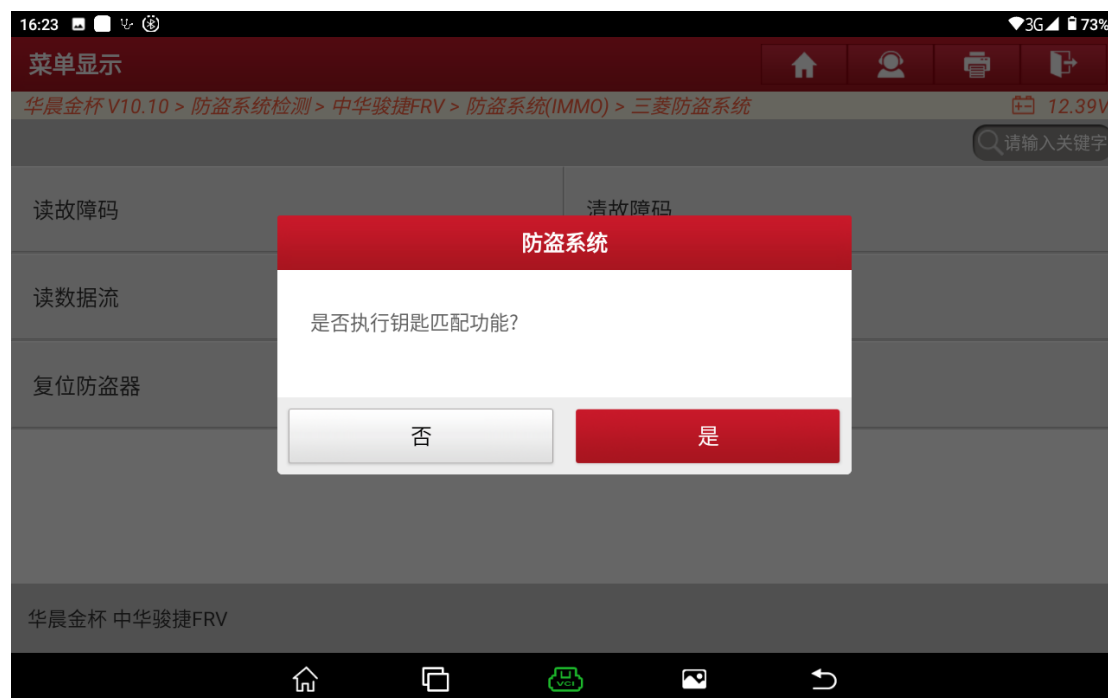 16:23
3G 73%
菜单显示
华晨金杯 V10.10 > 防盗系统检测 > 中华骏捷FRV > 防盗系统(IMMO) > 三菱防盗系统
12.39V
请输入关键字
读故障码
清故障码
防盗系统
读数据流
是否执行钥匙匹配功能?
复位防盗器
否
是
华晨金杯 中华骏捷FRV
VCI